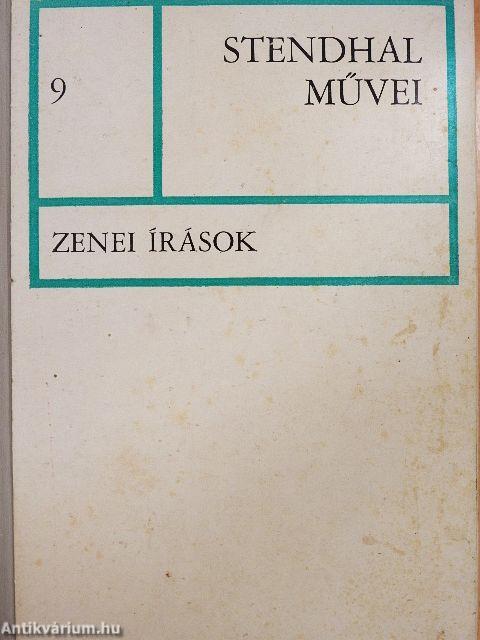 9
STENDHAL
MŰVEI
ZENEI ÍRÁSOK
Antikvárium.hu